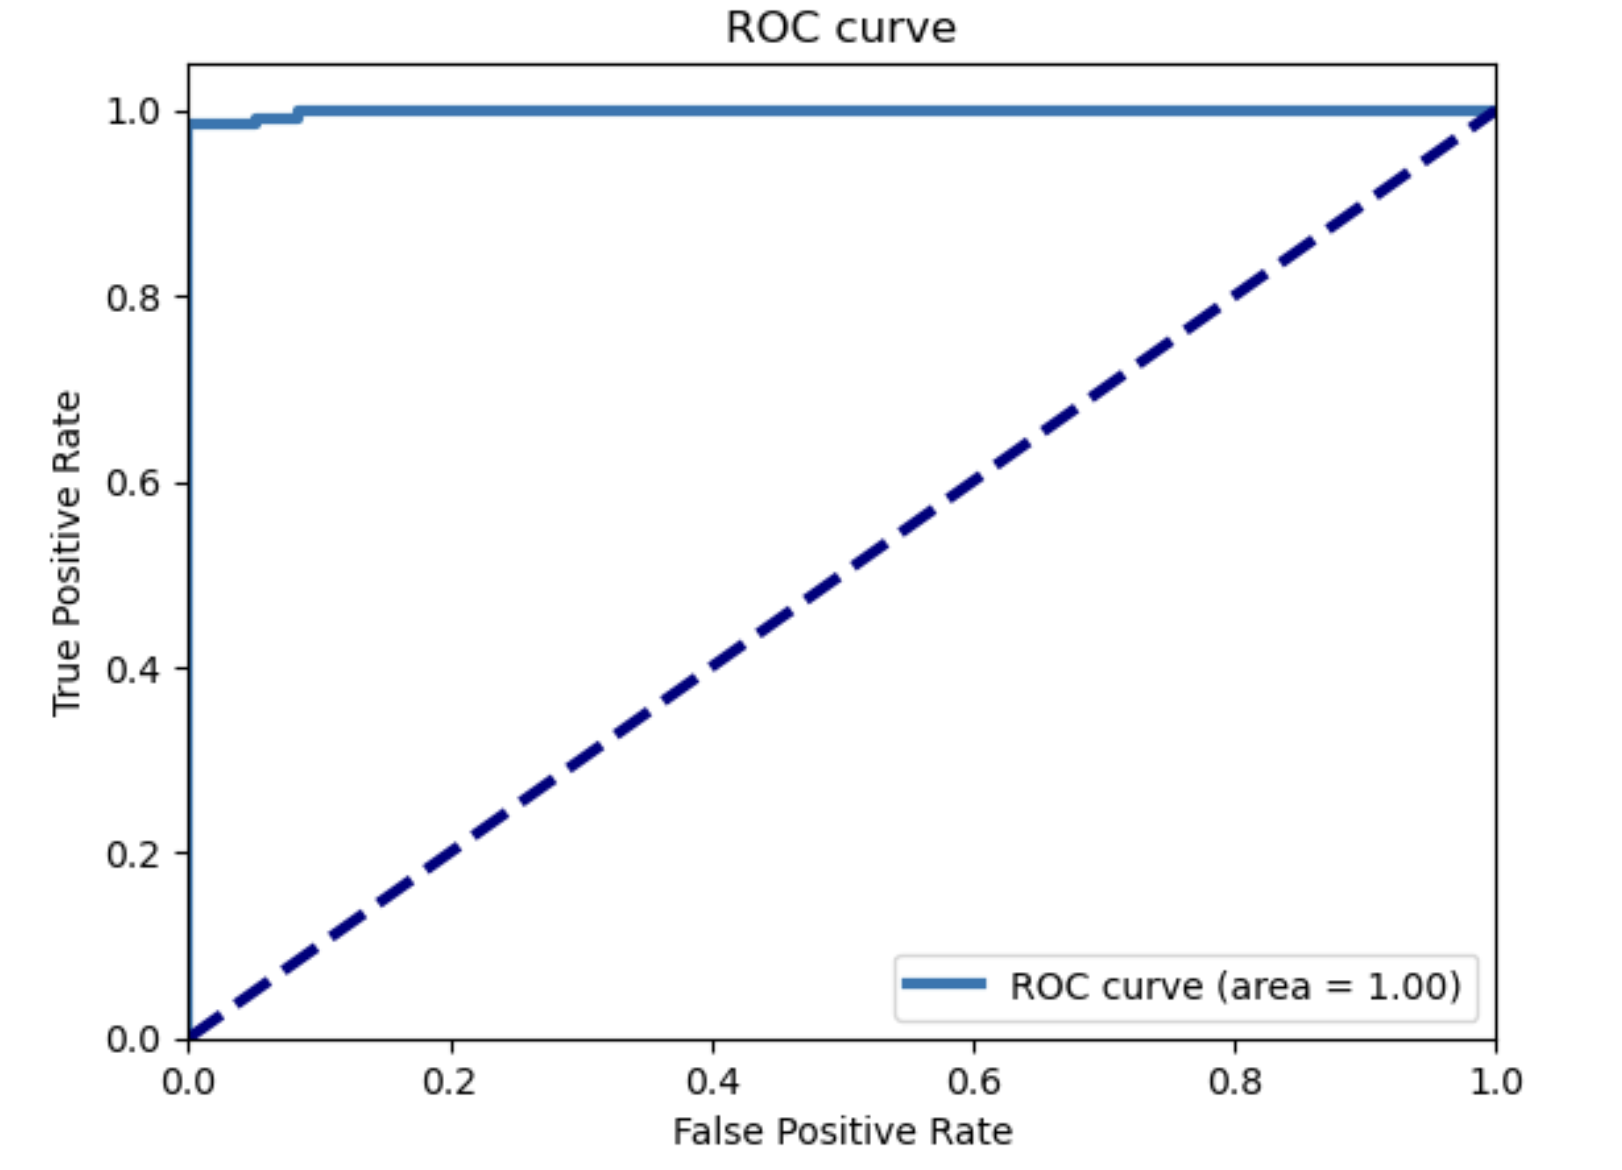 ROC curve
1.0
0.8
0.6
0.4
0.2
0.0
True Positive Rate
ROC curve (area = 1.00)
0.0 0.2 0.4 0.6 0.8 1.0
False Positive Rate